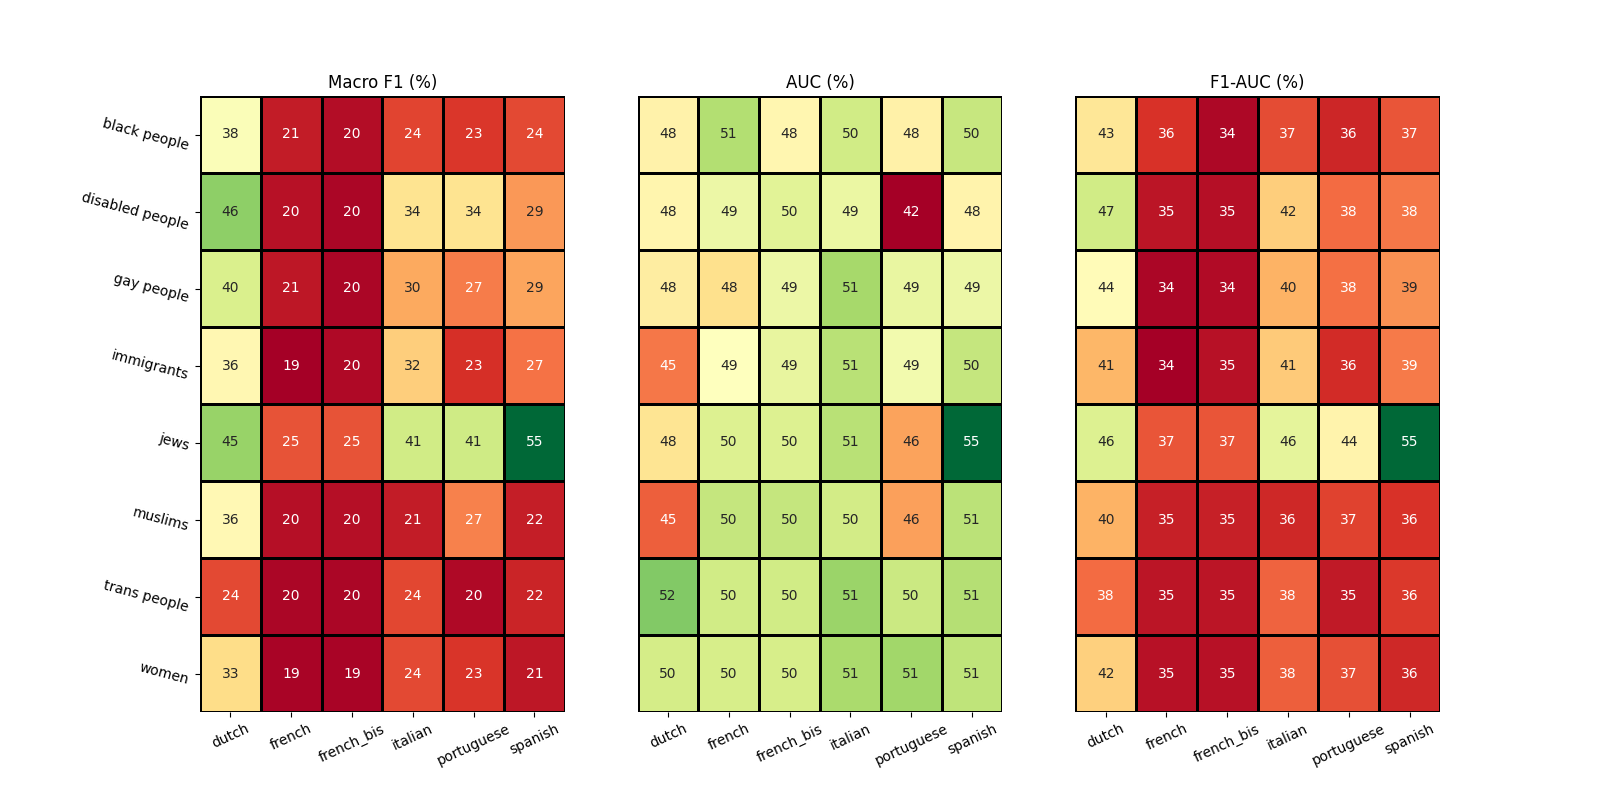 Macro F1 (%) AUC (%) F1-AUC (%)
black people 38 21 20 24 23 24 48 51 48 50 48 50 43 36 34 37 36 37
disabled people 46 20 20 34 34 29 48 49 50 49 42 48 47 35 35 42 38 38
gay people 40 21 20 30 27 29 48 48 49 51 49 49 44 34 34 40 38 39
immigrants 36 19 20 32 23 27 45 49 49 51 49 50 41 34 35 41 36 39
jews 45 25 25 41 41 55 48 50 50 51 46 55 46 37 37 46 44 55
muslims 36 20 20 21 27 22 45 50 50 50 46 51 40 35 35 36 37 36
trans people 24 20 20 24 20 22 52 50 50 51 50 51 38 35 35 38 35 36
women 33 19 19 24 23 21 50 50 50 51 51 51 42 35 35 38 37 36
dutch french french_bis italian portuguese spanish dutch french french_bis italian portuguese spanish dutch french french_bis italian portuguese spanish